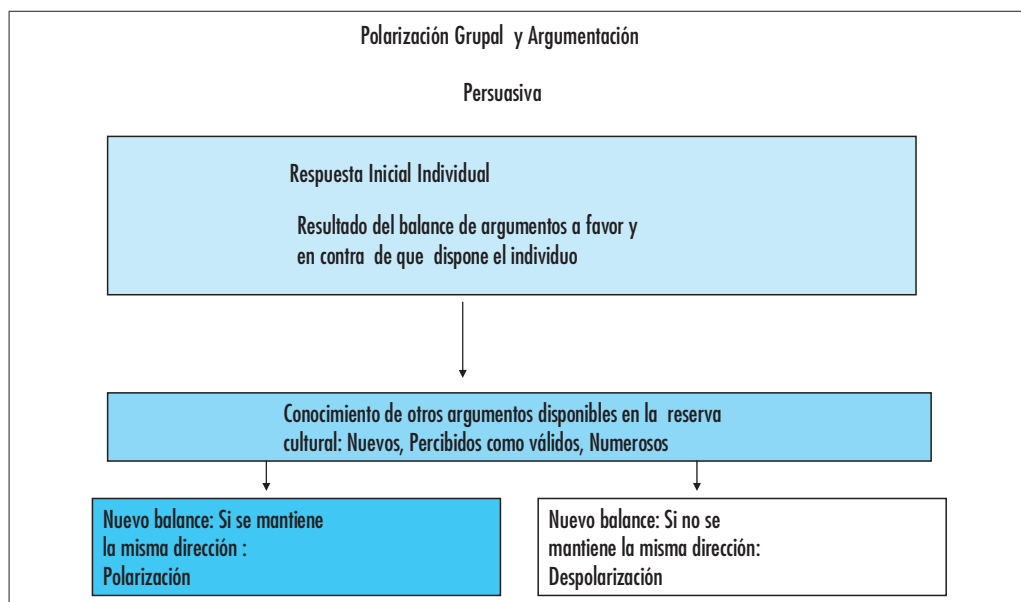 Polarización Grupal y Argumentación
Persuasiva
Respuesta Inicial Individual
Resultado del balance de argumentos a favor y
en contra de que dispone el individuo
Conocimiento de otros argumentos disponibles en la reserva
cultural: Nuevos, Percibidos como válidos, Numerosos
Nuevo balance: Si se mantiene
la misma dirección :
Polarización
Nuevo balance: Si no se
mantiene la misma dirección:
Despolarización